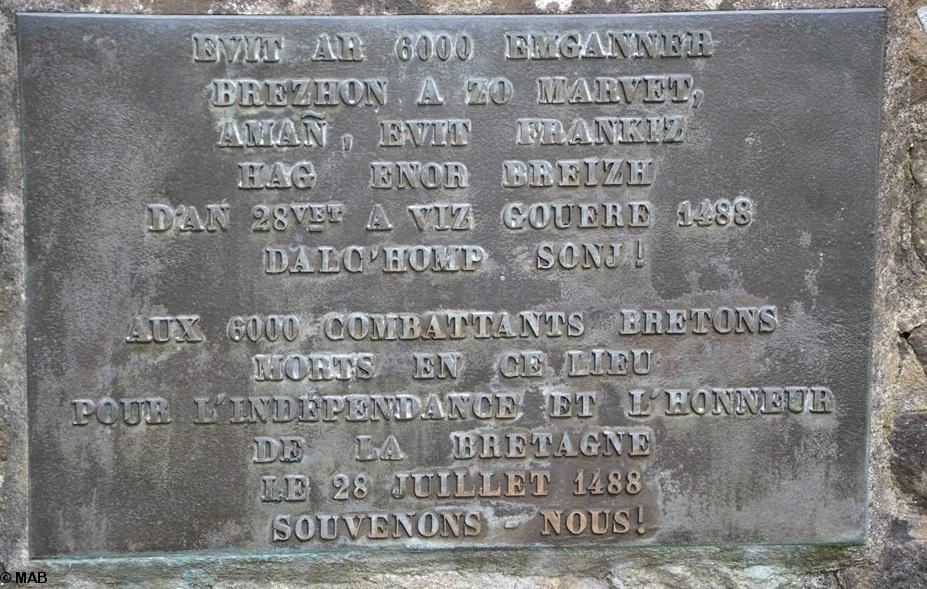 EVIT AR 6000 EMGANNER
BREZHON A ZO MARVET,
AMAÑ, EVIT FRANKIZ
HAG ENOR BREIZH
D'AN 28VET A VIZ GOUERE 1488
DALC'HOMP SONJ!
AUX 6000 COMBATTANTS BRETONS
MORTS EN CE LIEU
POUR L'INDÉPENDANCE ET L'HONNEUR
DE LA BRETAGNE
LE 28 JUILLET 1488
SOUVENONS - NOUS!
© MAB